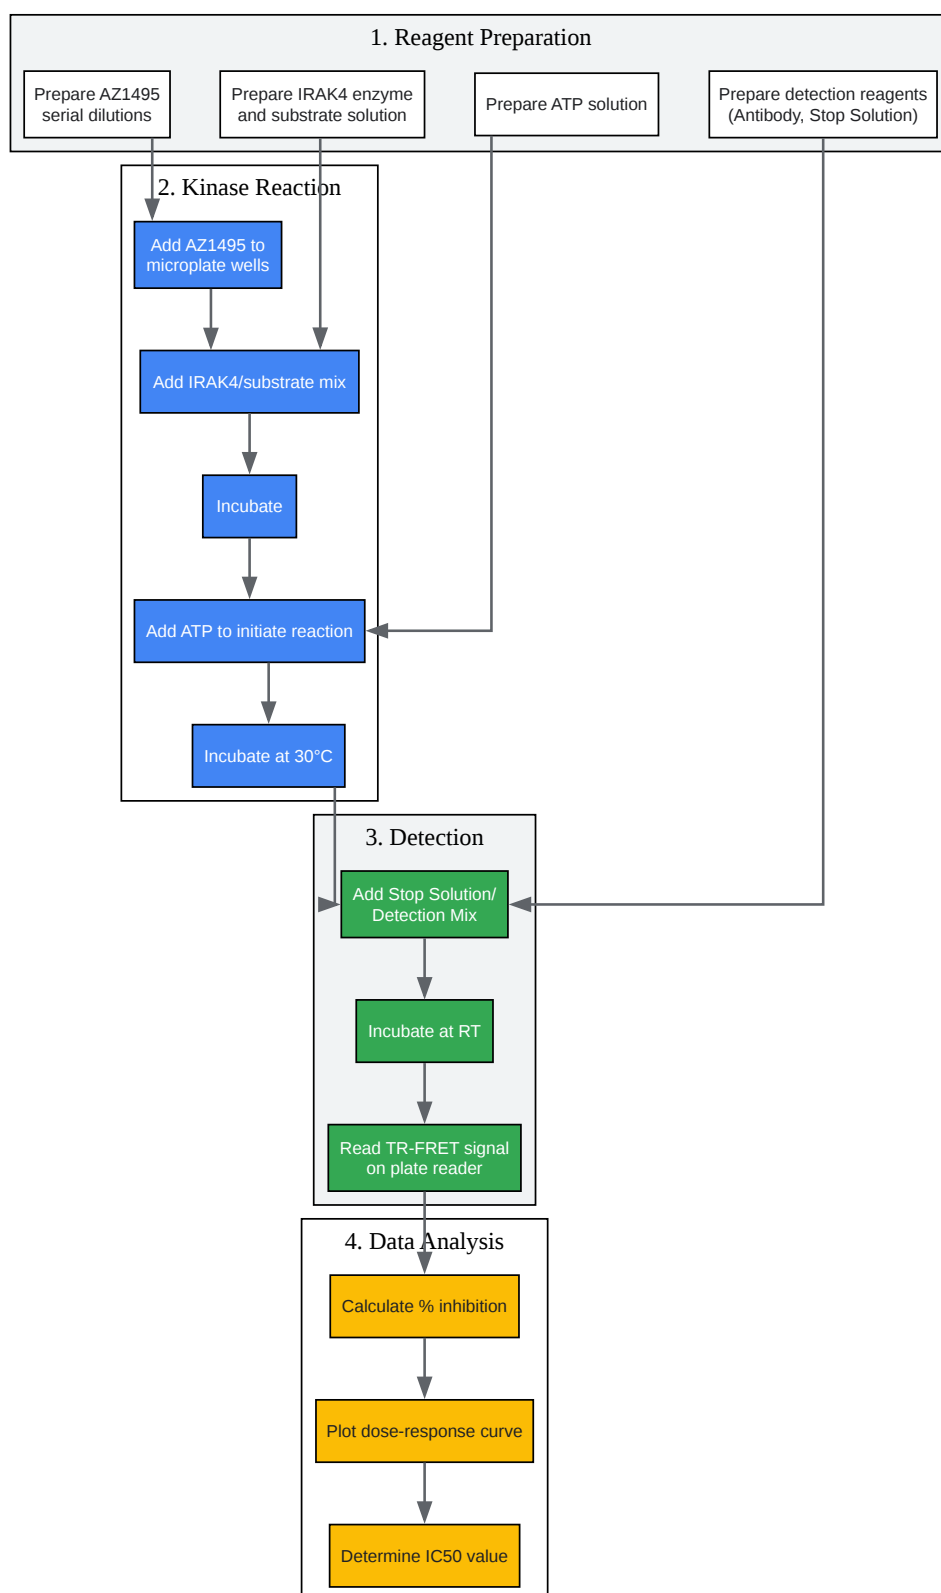 1. Reagent Preparation
Prepare AZ1495
serial dilutions
Prepare IRAK4 enzyme
and substrate solution
Prepare ATP solution
Prepare detection reagents
(Antibody, Stop Solution)
2. Kinase Reaction
Add AZ1495 to
microplate wells
Add IRAK4/substrate mix
Incubate
Add ATP to initiate reaction
Incubate at 30°C
3. Detection
Add Stop Solution/
Detection Mix
Incubate at RT
Read TR-FRET signal
on plate reader
4. Data Analysis
Calculate % inhibition
Plot dose-response curve
Determine IC50 value